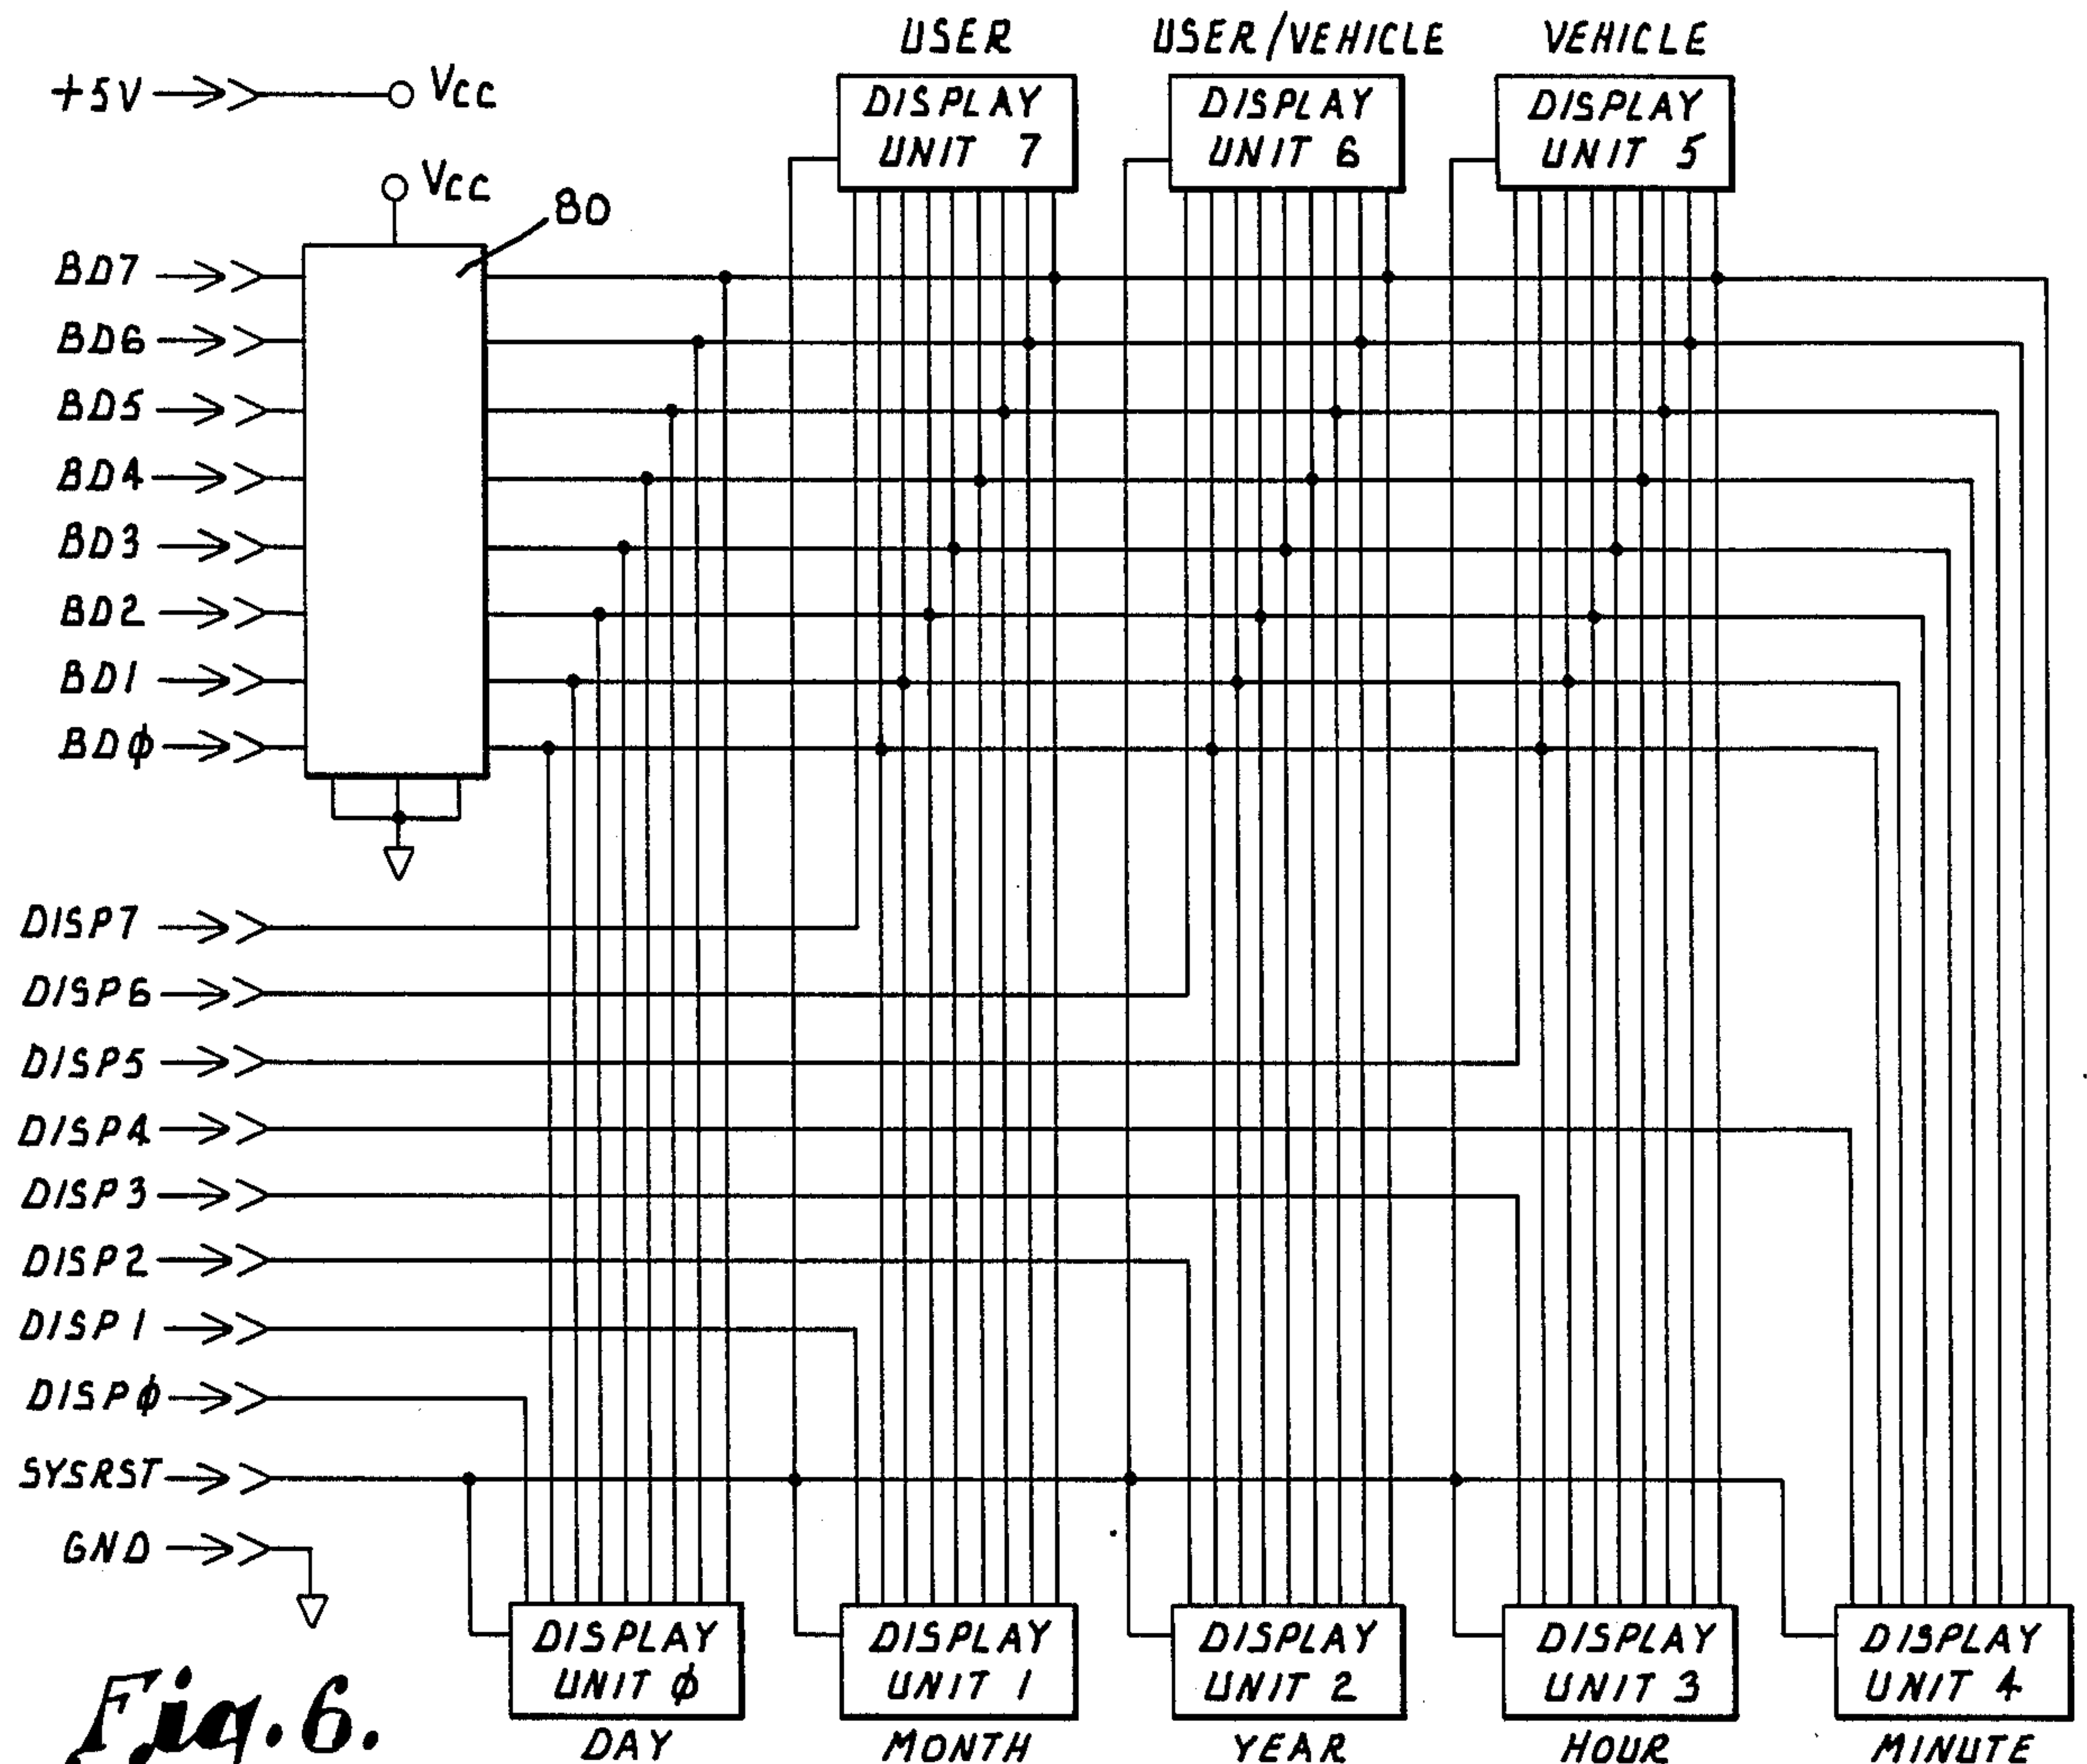 USER
USER/VEHICLE
VEHICLE
+5V
VCC
DISPLAY
UNIT 7
DISPLAY
UNIT 6
DISPLAY
UNIT 5
VCC
80
BD7
BD6
BD5
BD4
BD3
BD2
BD1
BDϕ
DISP7
DISP6
DISP5
DISP4
DISP3
DISP2
DISP1
DISPϕ
SYSRST
GND
DISPLAY
UNIT ϕ
DISPLAY
UNIT 1
DISPLAY
UNIT 2
DISPLAY
UNIT 3
DISPLAY
UNIT 4
DAY
MONTH
YEAR
HOUR
MINUTE
Fig. 6.